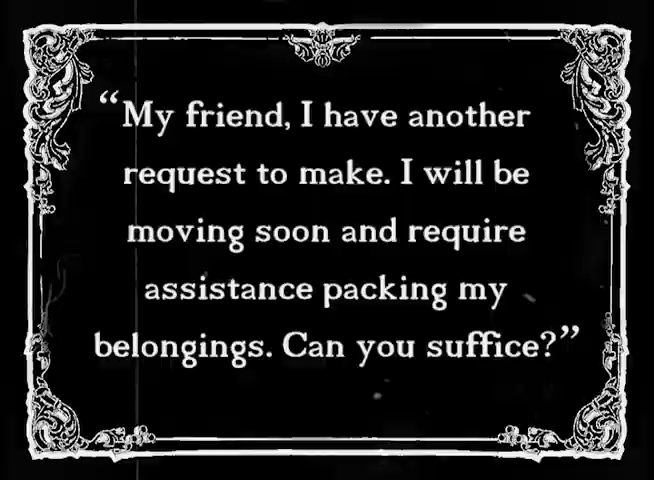 “My friend, I have another
request to make. I will be
moving soon and require
assistance packing my
belongings. Can you suffice?”